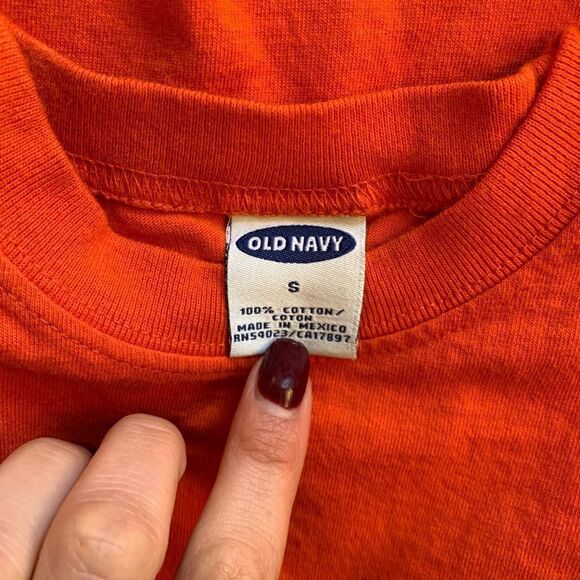 OLD NAVY
S
100% COTTON/
COTON
MADE IN MEXICO
RN54023/CA17897